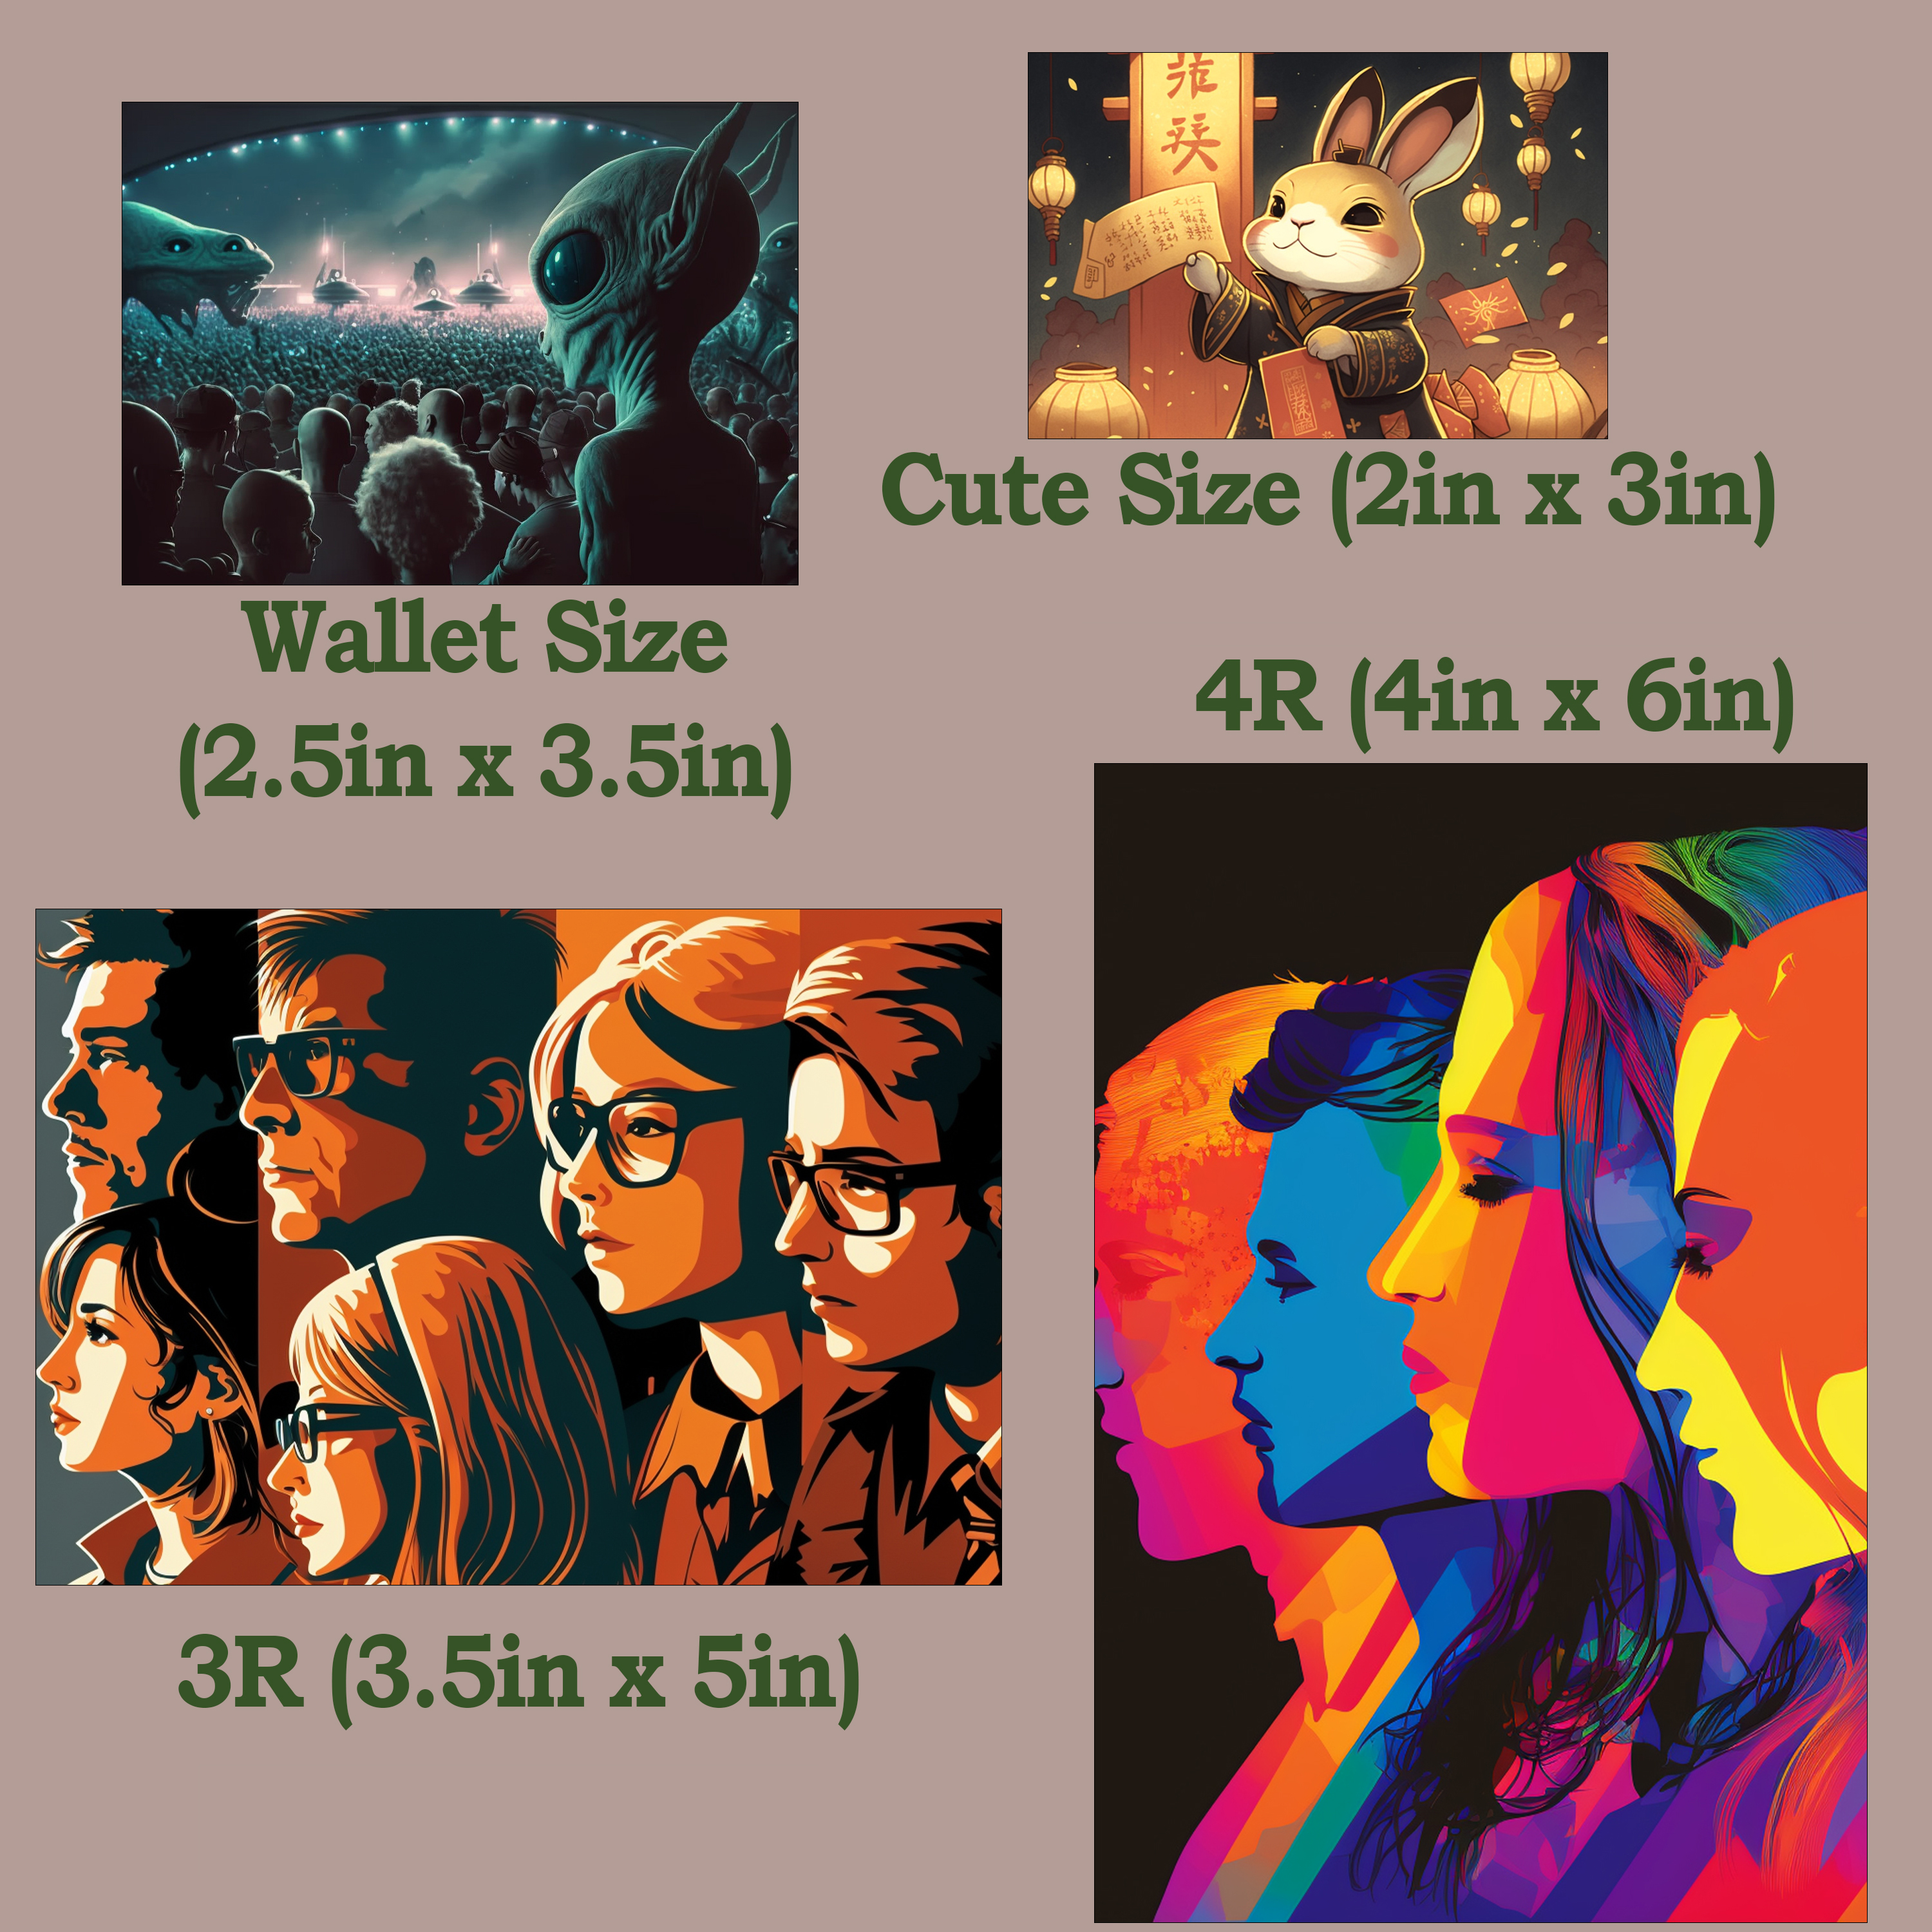 Cute Size (2in x 3in)
Wallet Size
(2.5in x 3.5in)
4R (4in x 6in)
3R (3.5in x 5in)